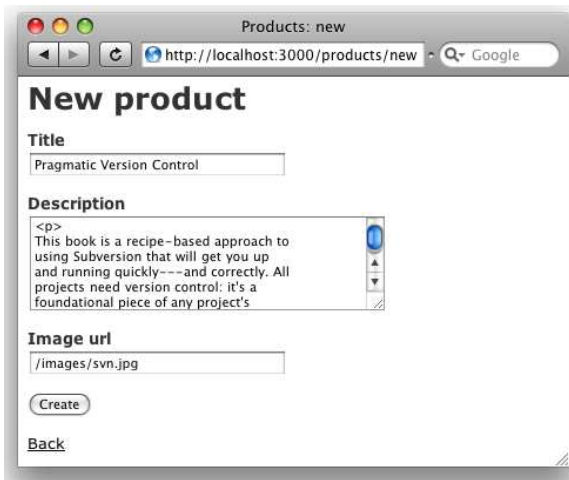 Products: new
http://localhost:3000/products/new
Google
New product
Title
Pragmatic Version Control
Description
<p>
This book is a recipe-based approach to
using Subversion that will get you up
and running quickly---and correctly. All
projects need version control: it's a
foundational piece of any project's
Image url
/images/svn.jpg
Create
Back